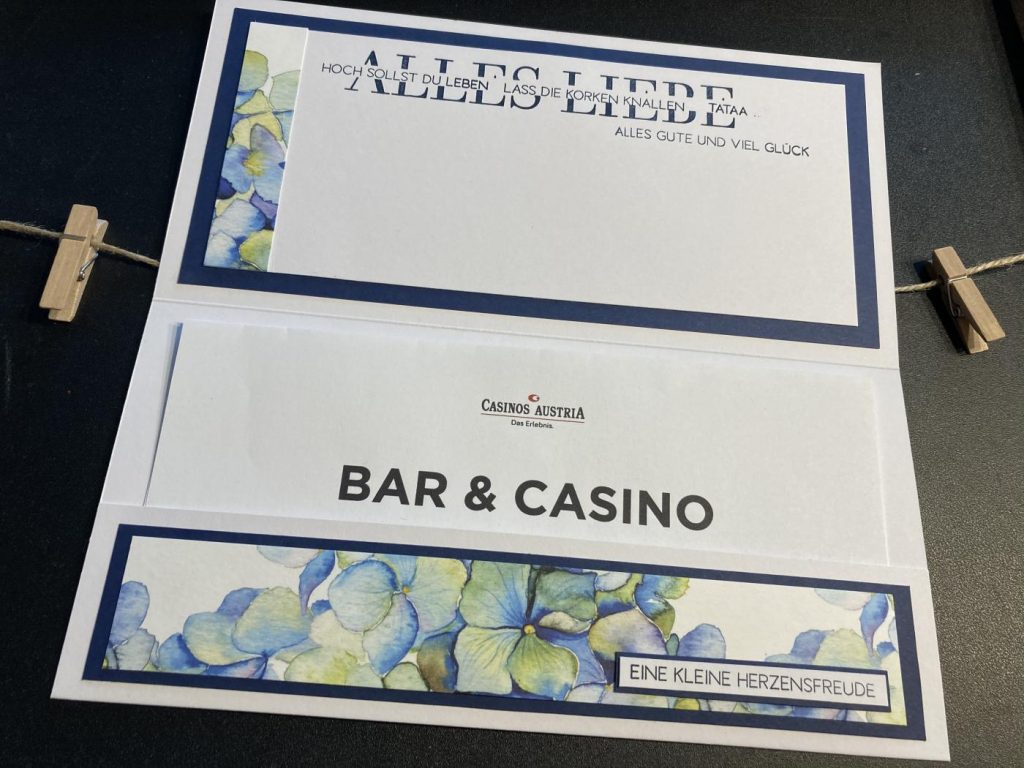 ALLES LIEBE
HOCH SOLLST DU LEBEN LASS DIE KORKEN KNALLEN TATAA ...
ALLES GUTE UND VIEL GLÜCK
CASINOS AUSTRIA
Das Erlebnis.
BAR & CASINO
EINE KLEINE HERZENSFREUDE